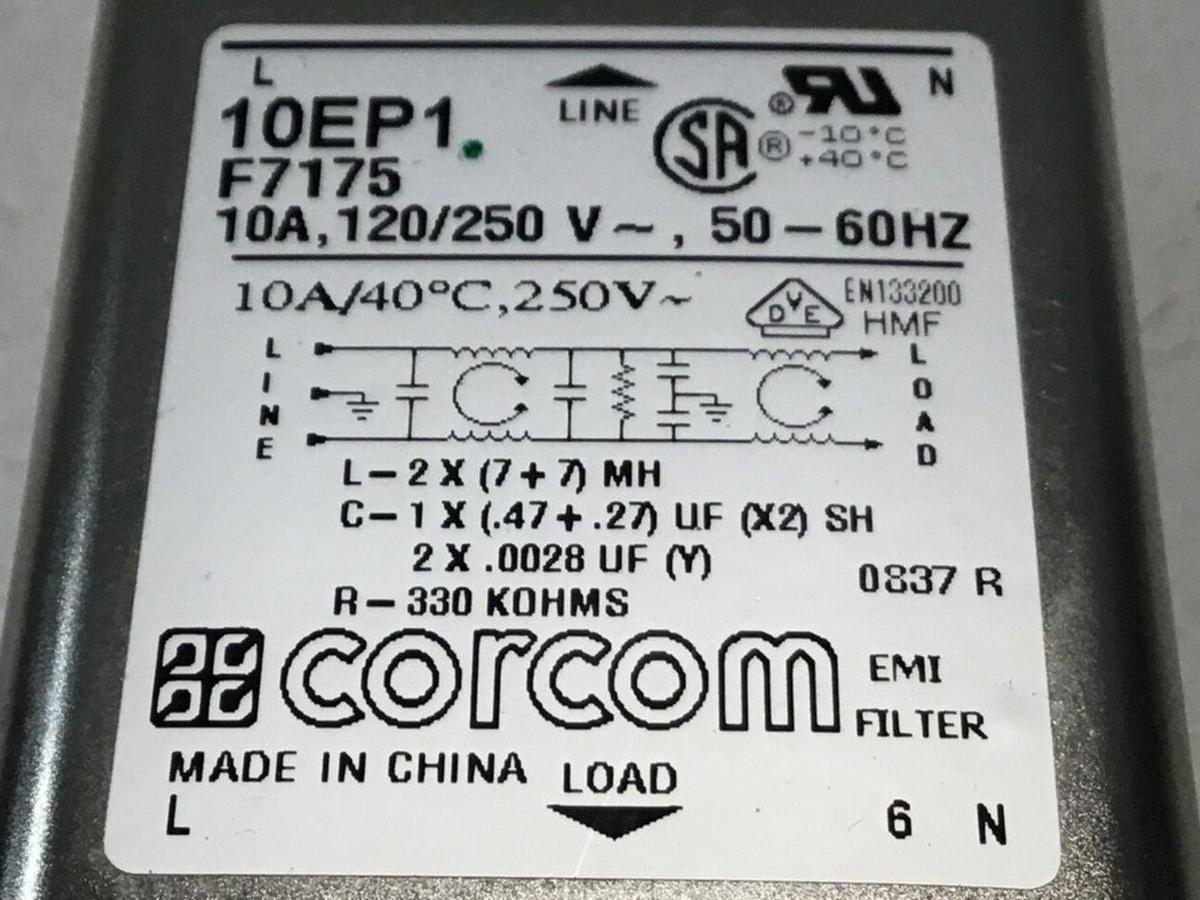 L LINE N
10EP1.
F7175
® ®
SA
-10°C
+40°C
10A, 120/250 V~, 50-60HZ
10A/40°C, 250V~
DVE
EN133200
HMF
LINE
LOAD
L-2 X (7+7) MH
C-1 X (.47+.27) UF (X2) SH
2 X .0028 UF (Y)
R-330 KOHMS
0837 R
corcom
EMI
FILTER
MADE IN CHINA
LOAD
L 6 N